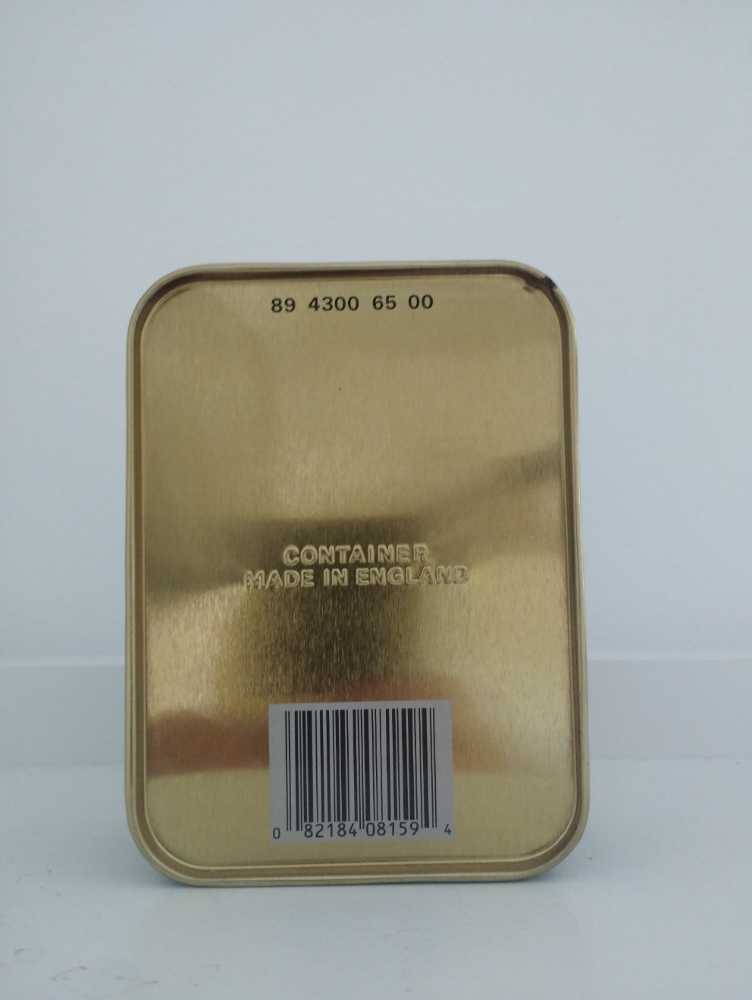 89 4300 65 00
CONTAINER
MADE IN ENGLAND
0 82184 08159 4